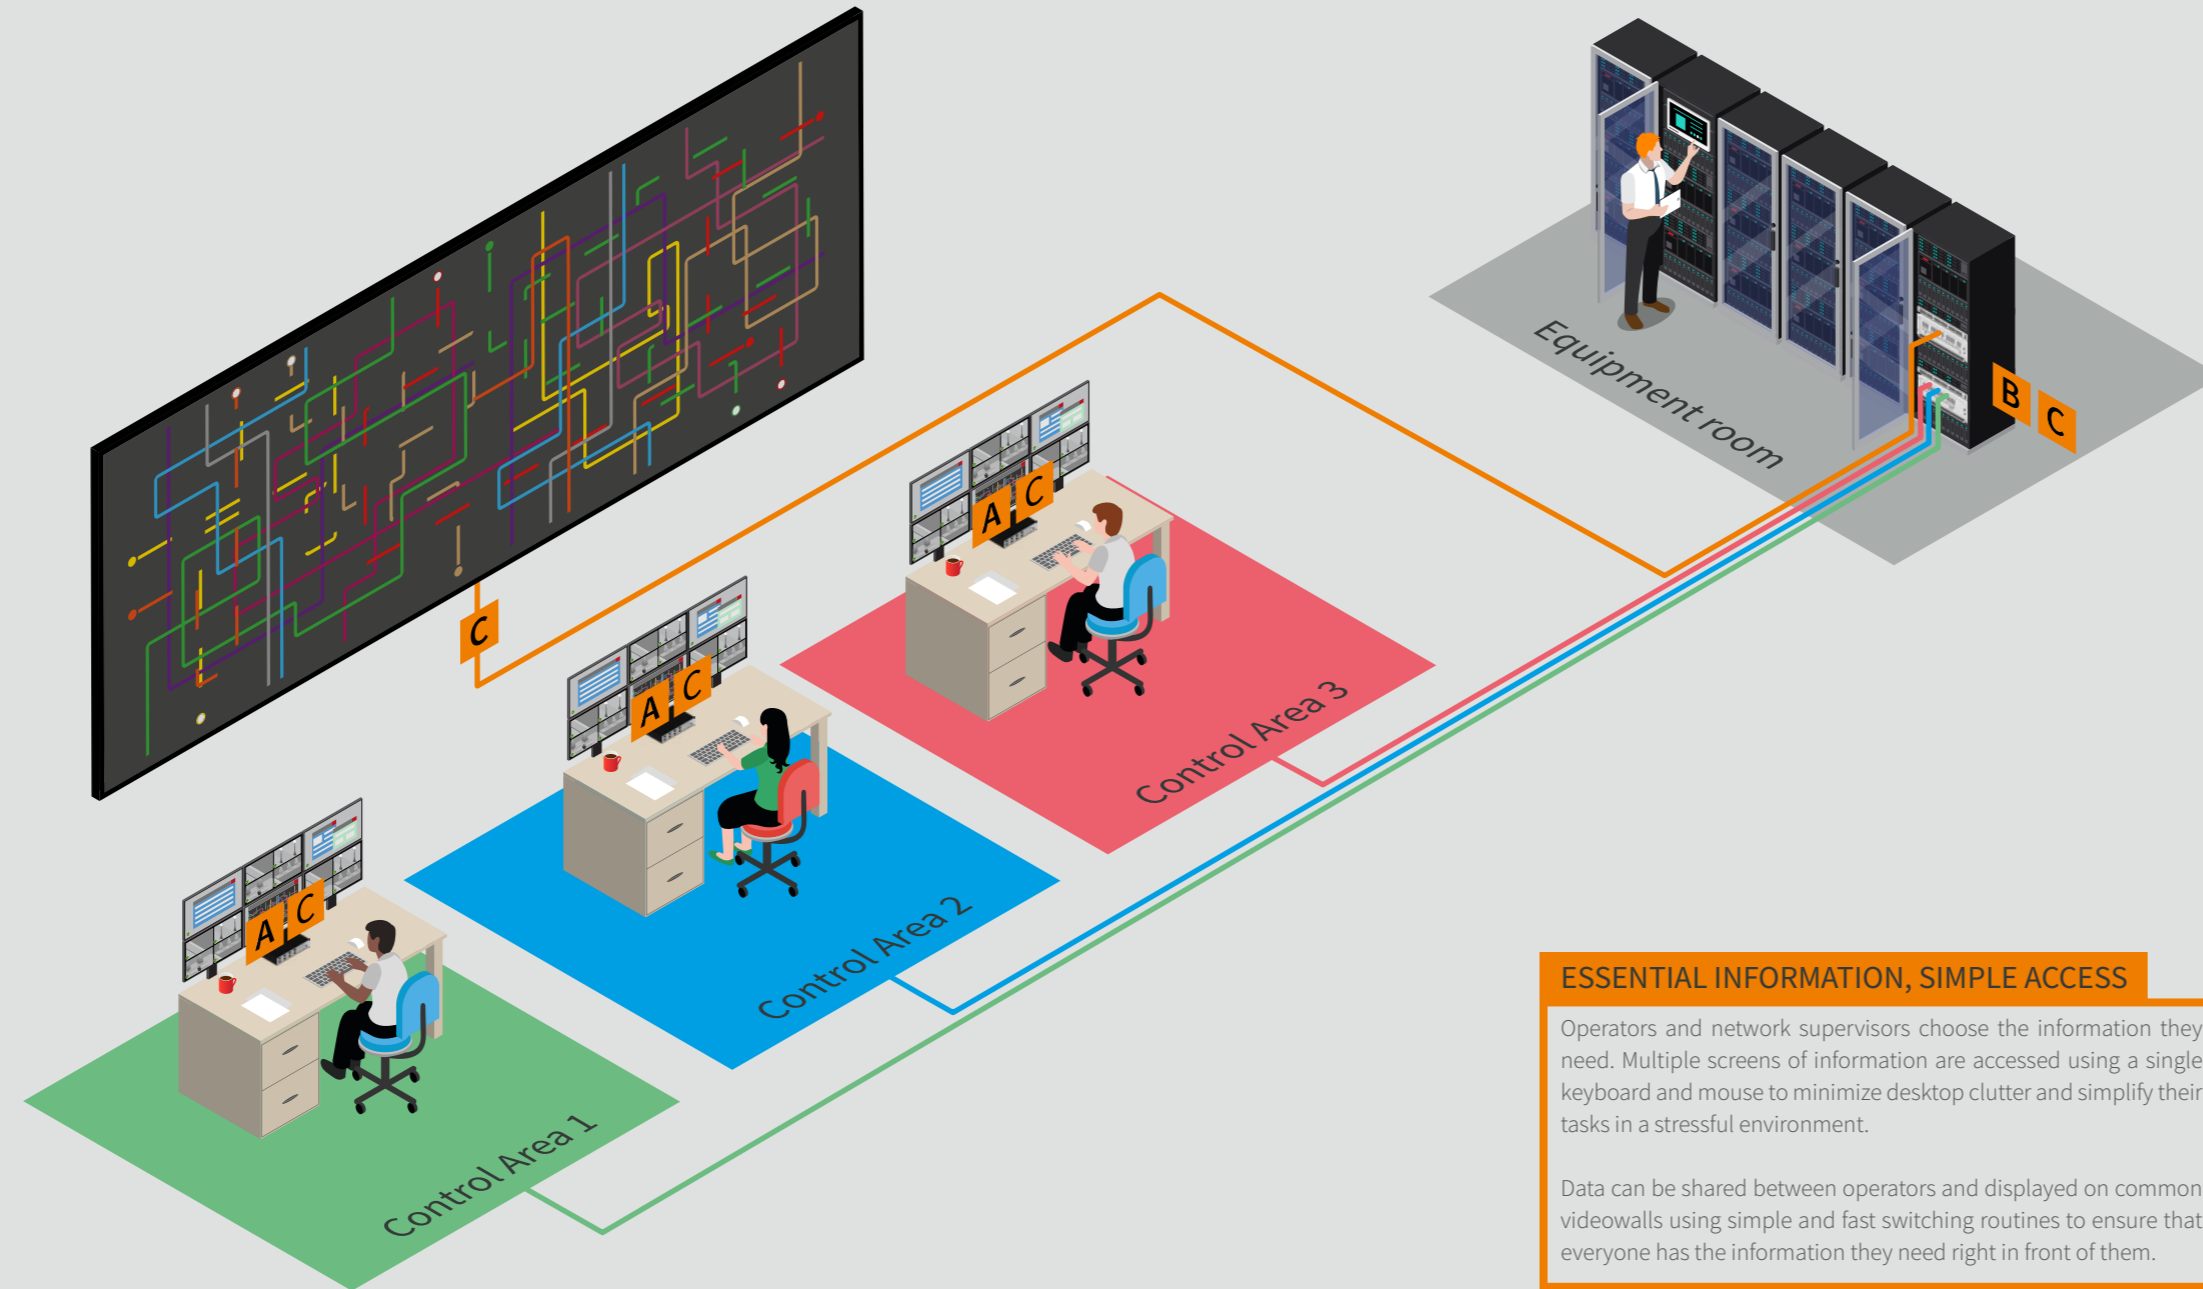 Equipment room
B
C
A
C
Control Area 3
C
A
C
Control Area 2
A
C
Control Area 1
ESSENTIAL INFORMATION, SIMPLE ACCESS
Operators and network supervisors choose the information they
need. Multiple screens of information are accessed using a single
keyboard and mouse to minimize desktop clutter and simplify their
tasks in a stressful environment.
Data can be shared between operators and displayed on common
videowalls using simple and fast switching routines to ensure that
everyone has the information they need right in front of them.